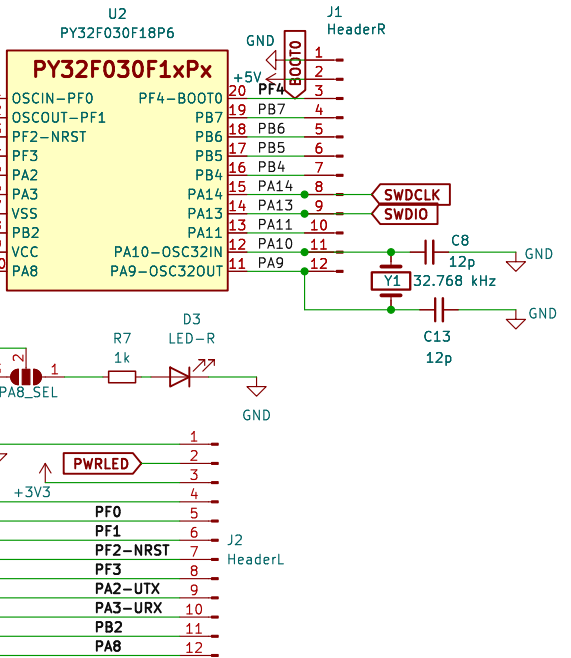 U2
PY32F030F18P6
PY32F030F1xPx
OSCIN-PF0
OSCOUT-PF1
PF2-NRST
PF3
PA2
PA3
VSS
PB2
VCC
PA8
PF4-BOOT0
PB7
PB6
PB5
PB4
PA14
PA13
PA11
PA10-OSC32IN
PA9-OSC32OUT
20
19
18
17
16
15
14
13
12
11
PF4
PB7
PB6
PB5
PB4
PA14
PA13
PA11
PA10
PA9
J1
HeaderR
GND
+5V
BOOT0
1
2
3
4
5
6
7
8
9
10
11
12
SWDCLK
SWDIO
C8
12p
GND
Y1
32.768 kHz
C13
12p
GND
2
1
PA8_SEL
R7
1k
D3
LED-R
GND
PWRLED
+3V3
PF0
PF1
PF2-NRST
PF3
PA2-UTX
PA3-URX
PB2
PA8
1
2
3
4
5
6
7
8
9
10
11
12
J2
HeaderL